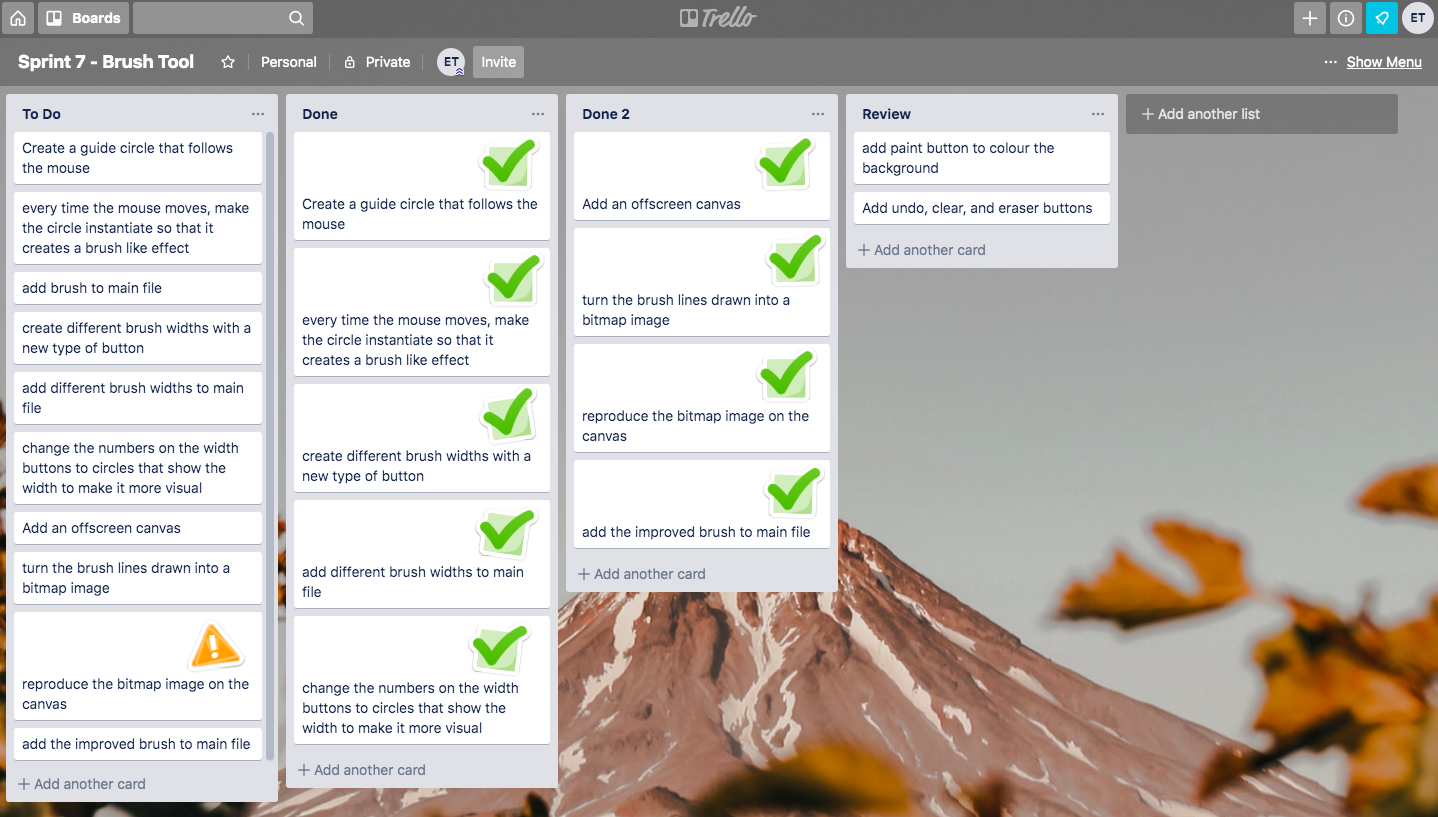 Boards
Trello
ET
Sprint 7 - Brush Tool
Personal
Private
ET
Invite
... Show Menu
To Do
Create a guide circle that follows
the mouse
every time the mouse moves, make
the circle instantiate so that it
creates a brush like effect
add brush to main file
create different brush widths with a
new type of button
add different brush widths to main
file
change the numbers on the width
buttons to circles that show the
width to make it more visual
Add an offscreen canvas
turn the brush lines drawn into a
bitmap image
reproduce the bitmap image on the
canvas
add the improved brush to main file
+ Add another card
Done
Create a guide circle that follows the
mouse
every time the mouse moves, make
the circle instantiate so that it
creates a brush like effect
create different brush widths with a
new type of button
add different brush widths to main
file
change the numbers on the width
buttons to circles that show the
width to make it more visual
+ Add another card
Done 2
Add an offscreen canvas
turn the brush lines drawn into a
bitmap image
reproduce the bitmap image on the
canvas
add the improved brush to main file
+ Add another card
Review
add paint button to colour the
background
Add undo, clear, and eraser buttons
+ Add another card
+ Add another list